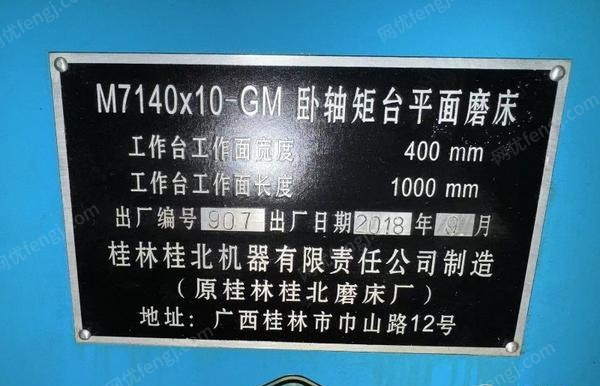 M7140x10-GM 卧轴矩台平面磨床
工作台工作面宽度 400 mm
工作台工作面长度 1000 mm
出厂编号 907 出厂日期 2018 年 9 月
桂林桂北机器有限责任公司制造
(原桂林桂北磨床厂)
地址: 广西桂林市巾山路12号